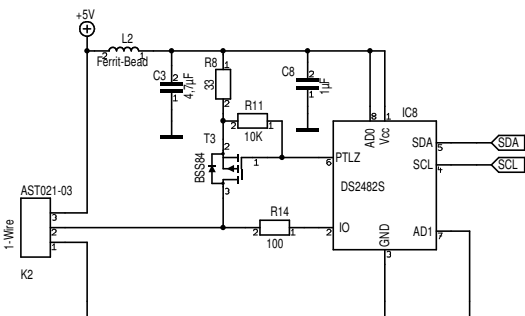 +5V
L2
2 1
Ferrit-Bead
C3 2 1 4,7µF
R8 1 33 2
C8 2 1 1µF
R11
2 1
10K
IC8
8 1
AD0 Vcc
T3
2
BSS84
1
3
PTLZ
6
SDA
5
SDA
SCL
4
SCL
DS2482S
AST021-03
3
2
1
1-Wire
K2
R14
2 1
100
IO
2
GND
3
AD1
7